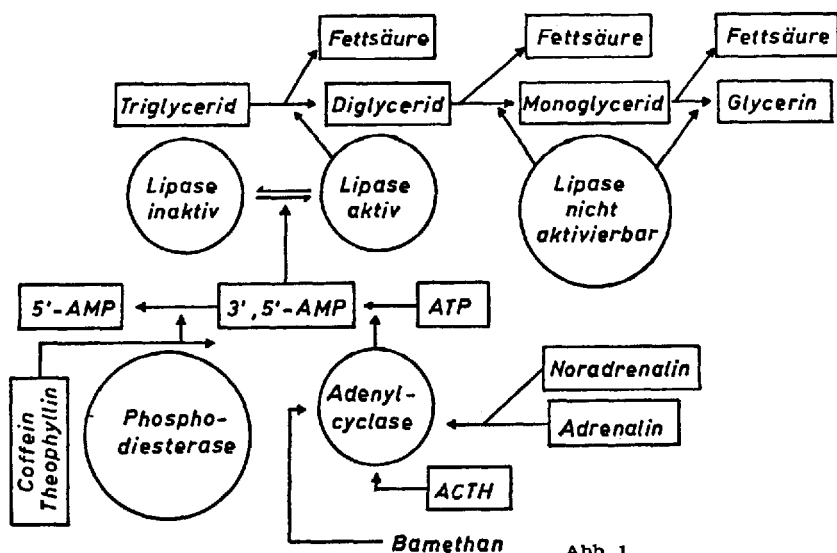 Fettsäure
Fettsäure
Fettsäure
Triglycerid
Diglycerid
Monoglycerid
Glycerin
Lipase
inaktiv
Lipase
aktiv
Lipase
nicht
aktivierbar
5'-AMP
3',5'-AMP
ATP
Noradrenalin
Adrenalin
Adenyl-
cyclase
Phospho-
diesterase
Coffein
Theophyllin
ACTH
Bamethan
Abb. 1